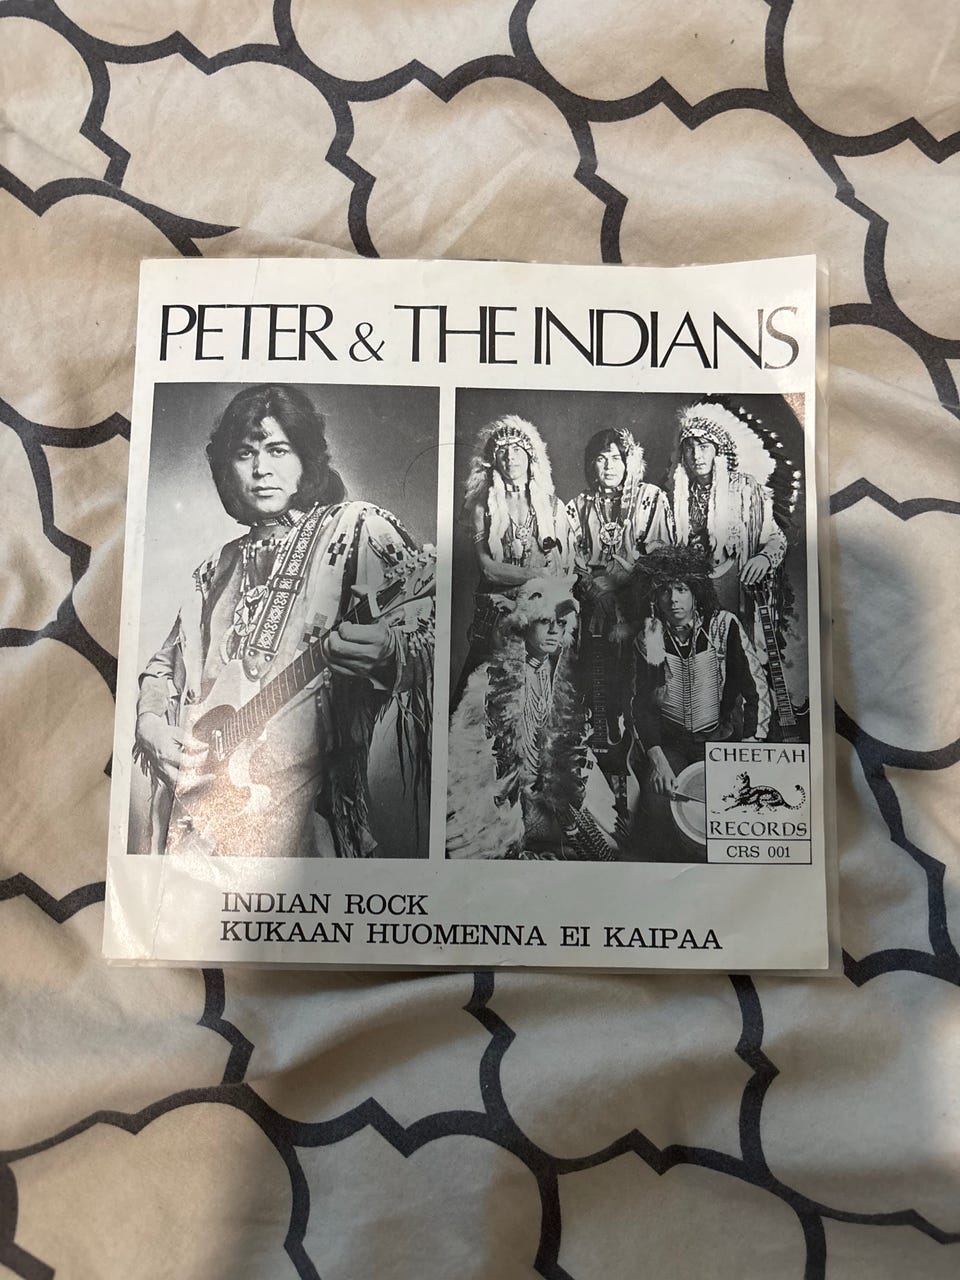 PETER & THE INDIANS
CHEETAH
RECORDS
CRS 001
INDIAN ROCK
KUKAAN HUOMENNA EI KAIPAA